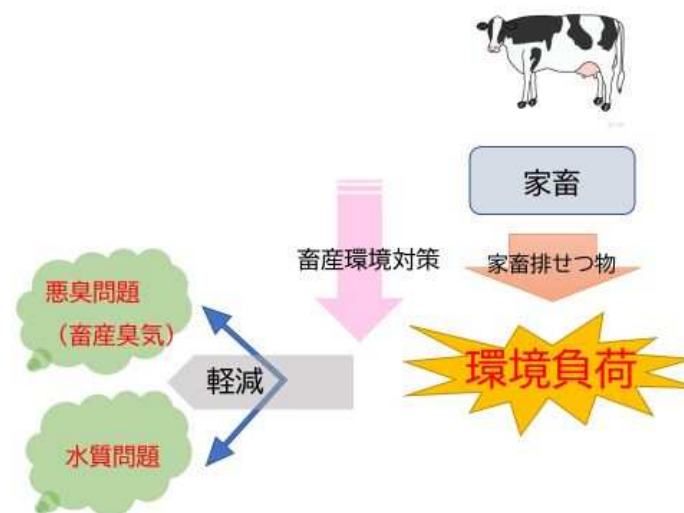 家畜
畜産環境対策
家畜排せつ物
悪臭問題
（畜産臭気）
環境負荷
軽減
水質問題